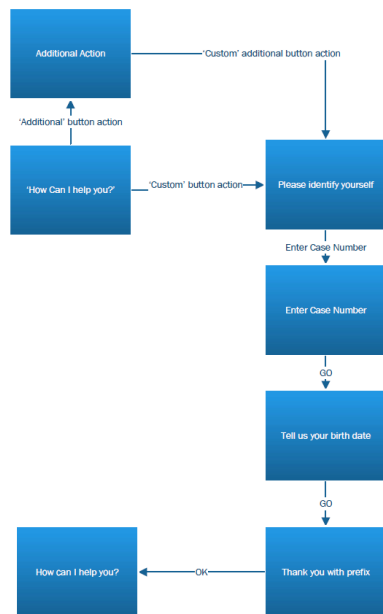 Additional Action
'Custom' additional button action
'Additional' button action
'How Can I help you?'
'Custom' button action
Please identify yourself
Enter Case Number
Enter Case Number
GO
Tell us your birth date
GO
How can I help you?
OK
Thank you with prefix